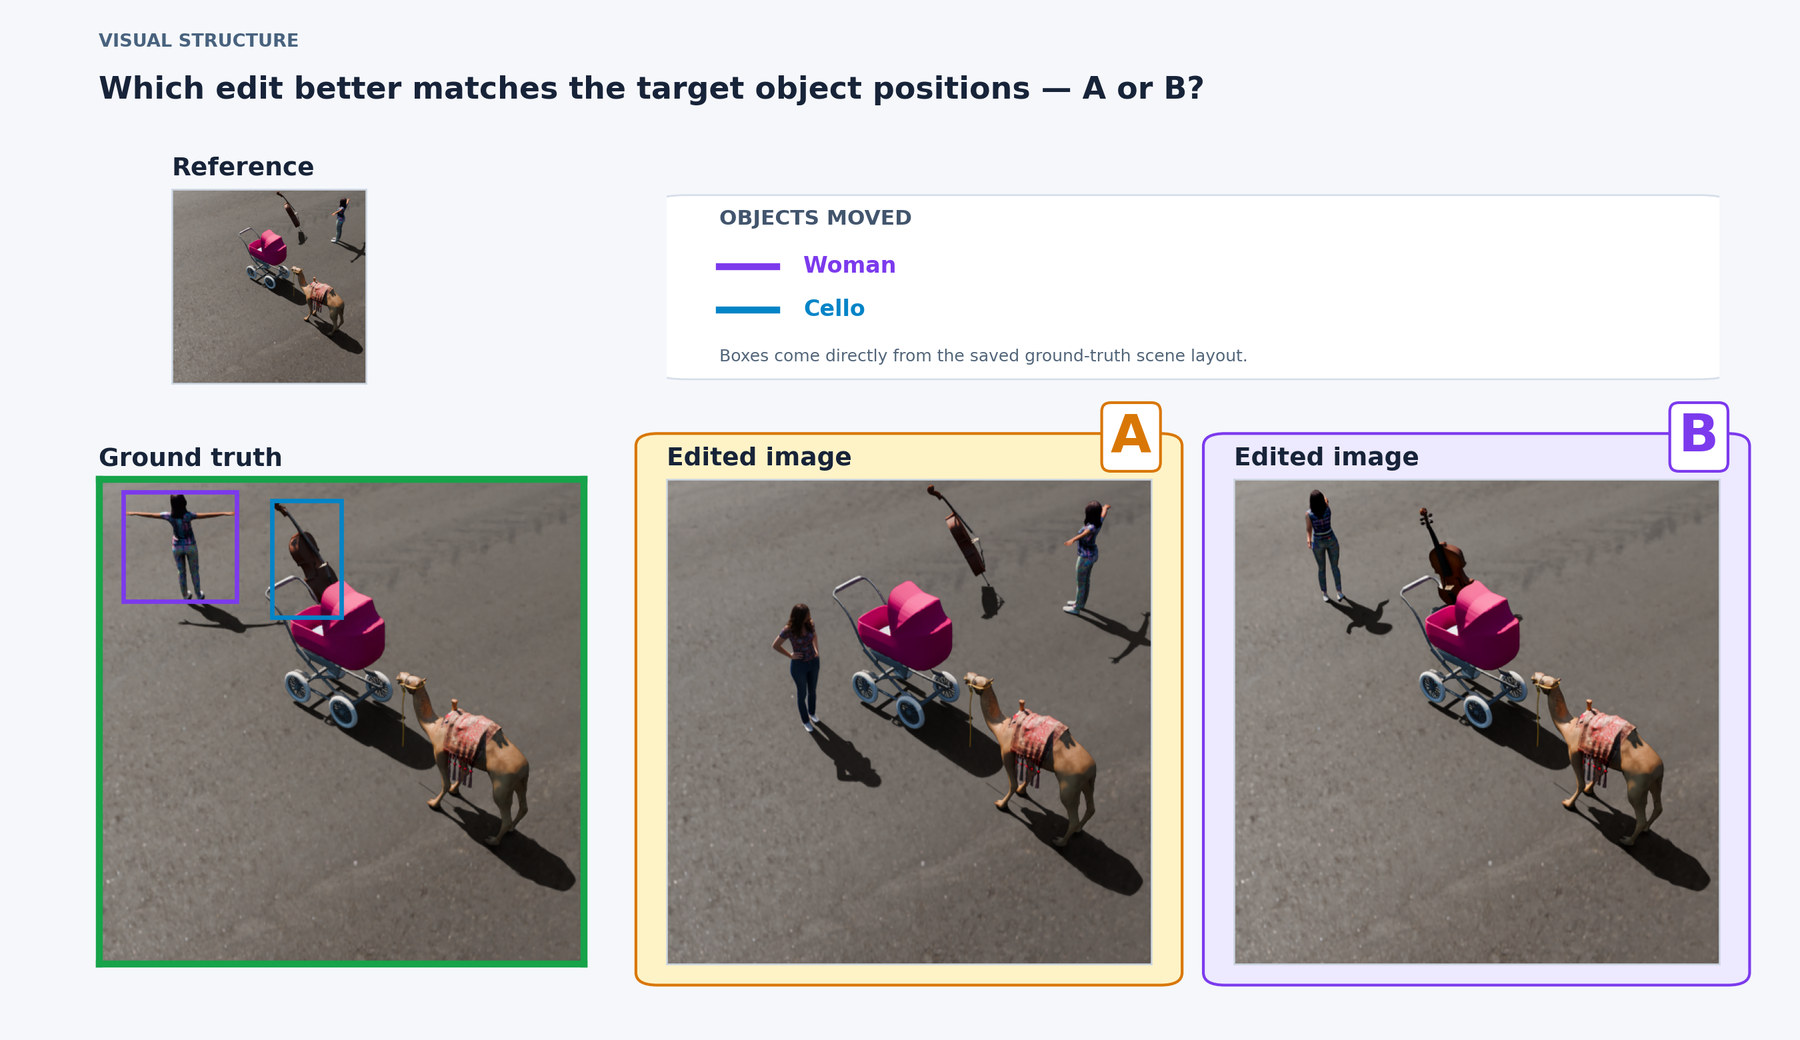 VISUAL STRUCTURE
Which edit better matches the target object positions — A or B?
Reference
OBJECTS MOVED
Woman
Cello
Boxes come directly from the saved ground-truth scene layout.
Ground truth
A
Edited image
B
Edited image